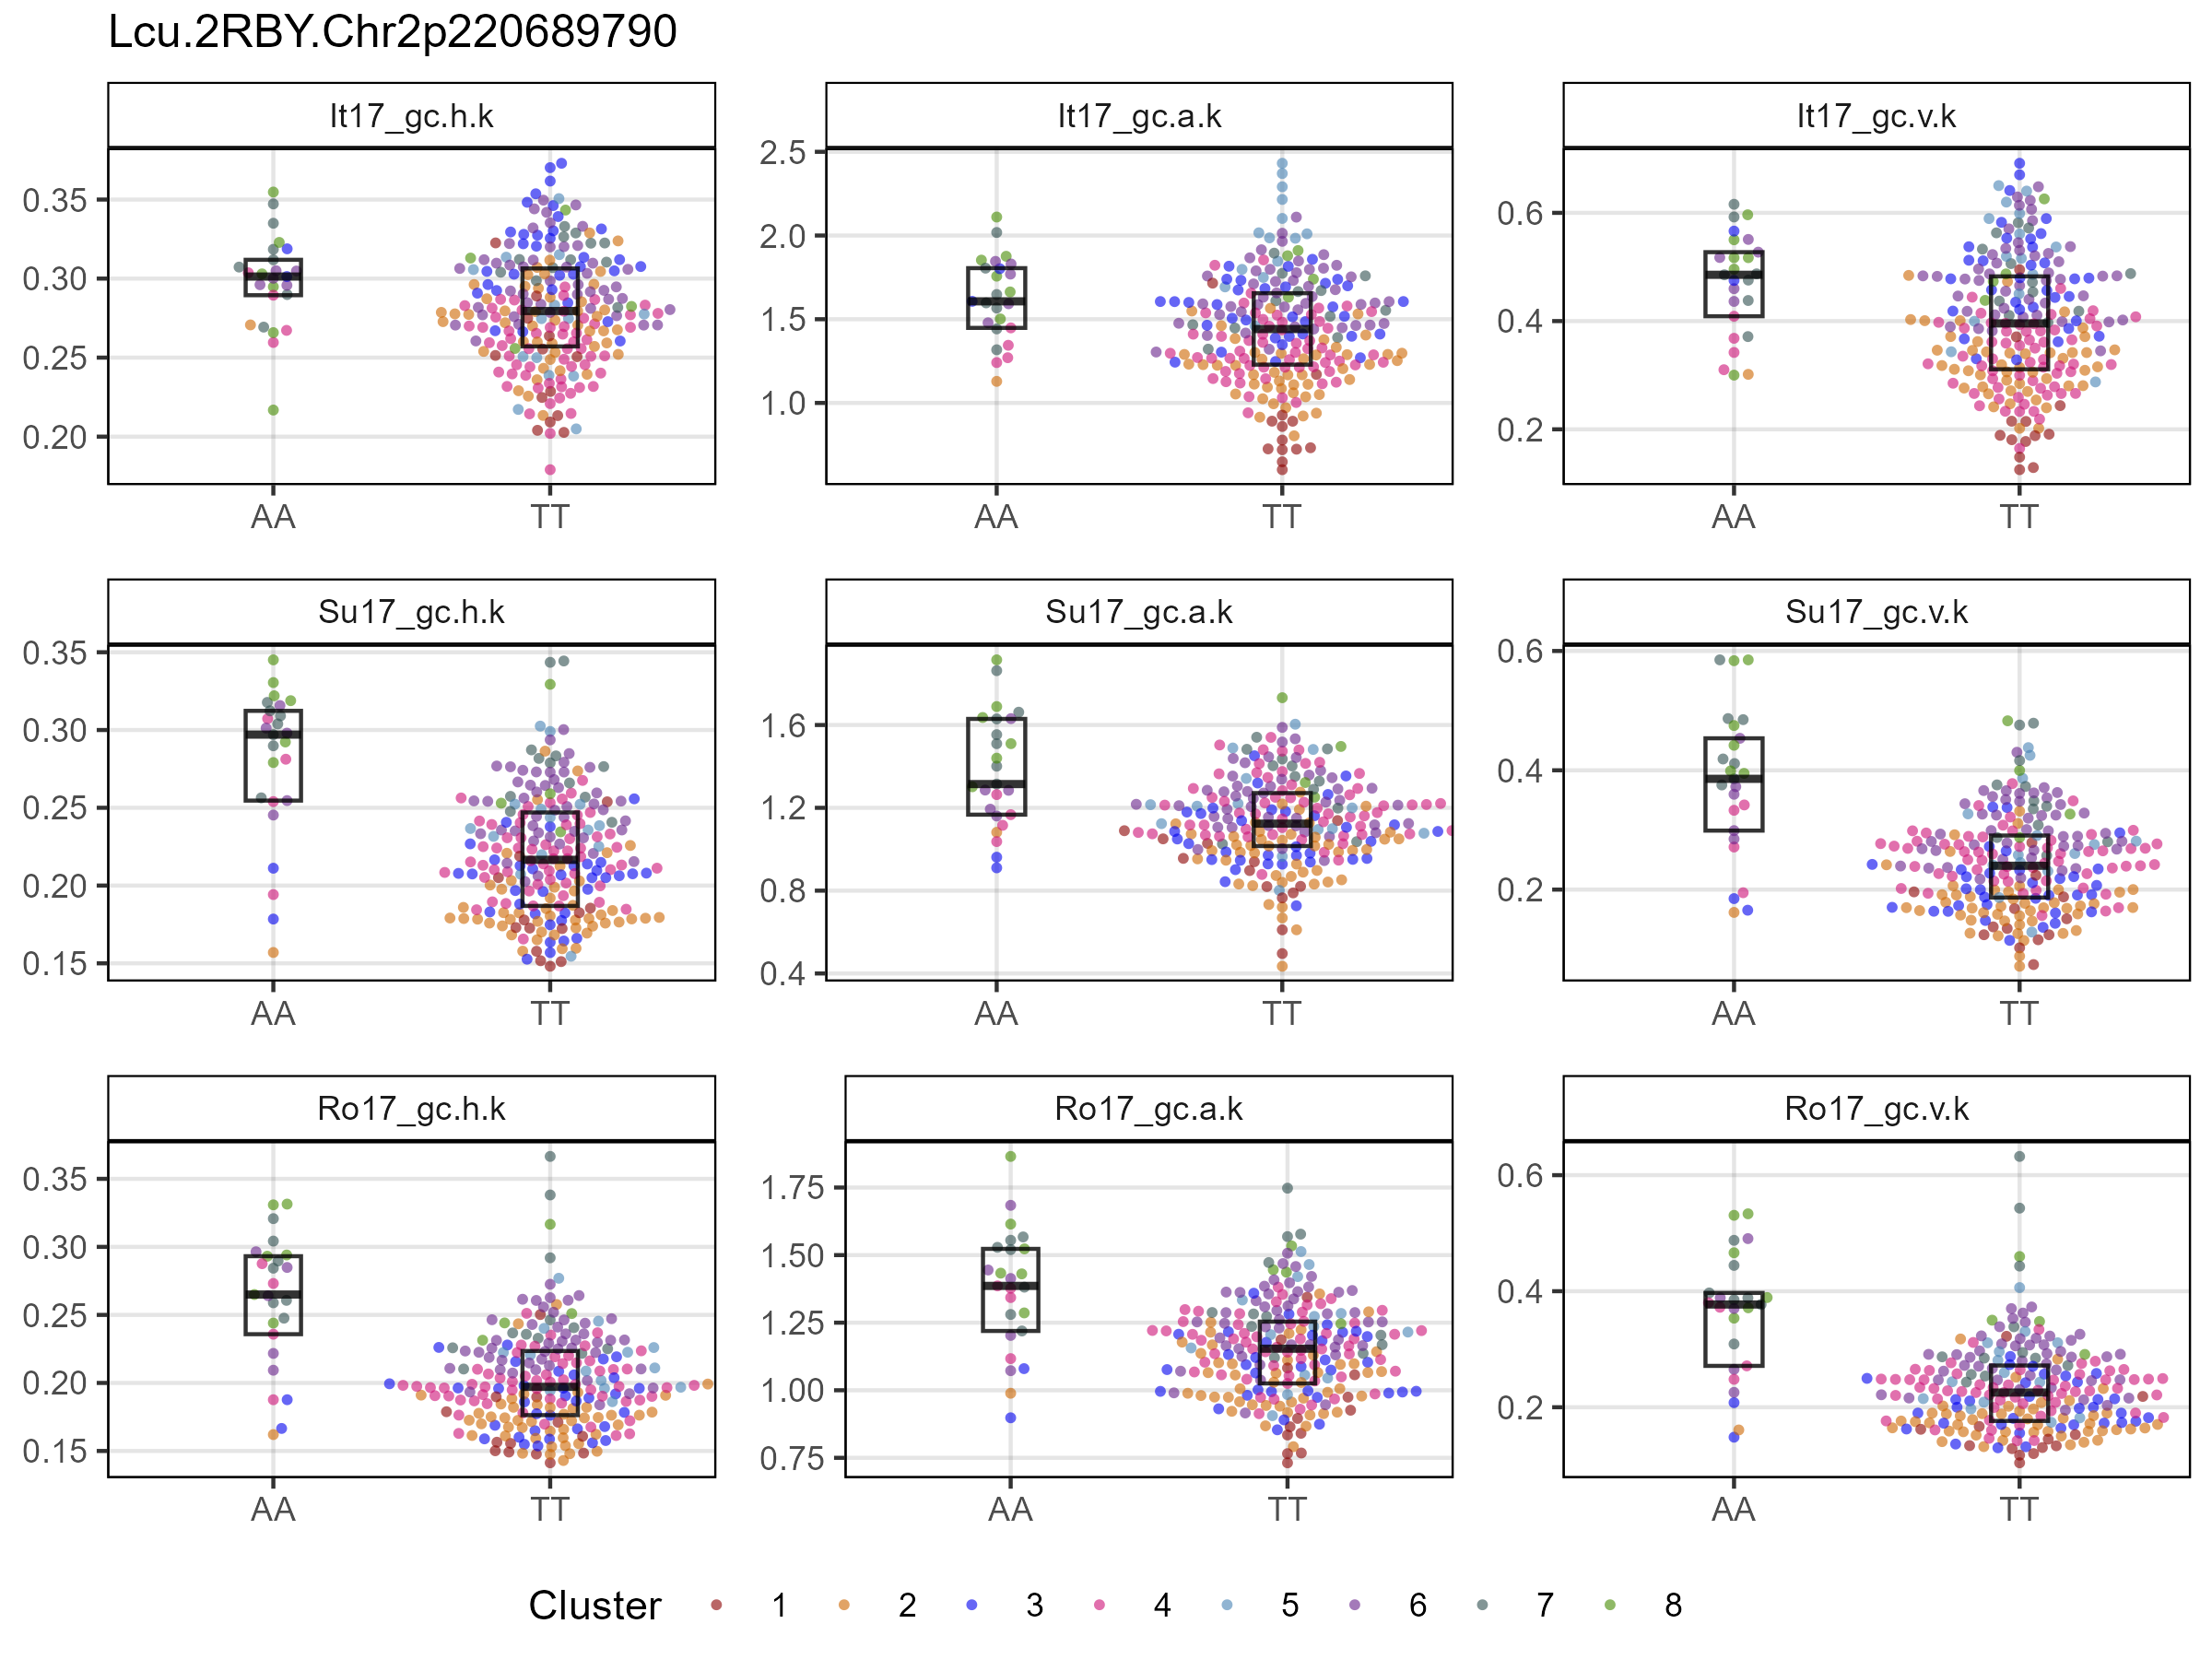 Lcu.2RBY.Chr2p220689790
It17_gc.h.k
It17_gc.a.k
It17_gc.v.k
0.35
0.30
0.25
0.20
2.5
2.0
1.5
1.0
0.6
0.4
0.2
AA
TT
AA
TT
AA
TT
Su17_gc.h.k
Su17_gc.a.k
Su17_gc.v.k
0.35
0.30
0.25
0.20
0.15
1.6
1.2
0.8
0.4
0.6
0.4
0.2
AA
TT
AA
TT
AA
TT
Ro17_gc.h.k
Ro17_gc.a.k
Ro17_gc.v.k
0.35
0.30
0.25
0.20
0.15
1.75
1.50
1.25
1.00
0.75
0.6
0.4
0.2
AA
TT
AA
TT
AA
TT
Cluster 1 2 3 4 5 6 7 8